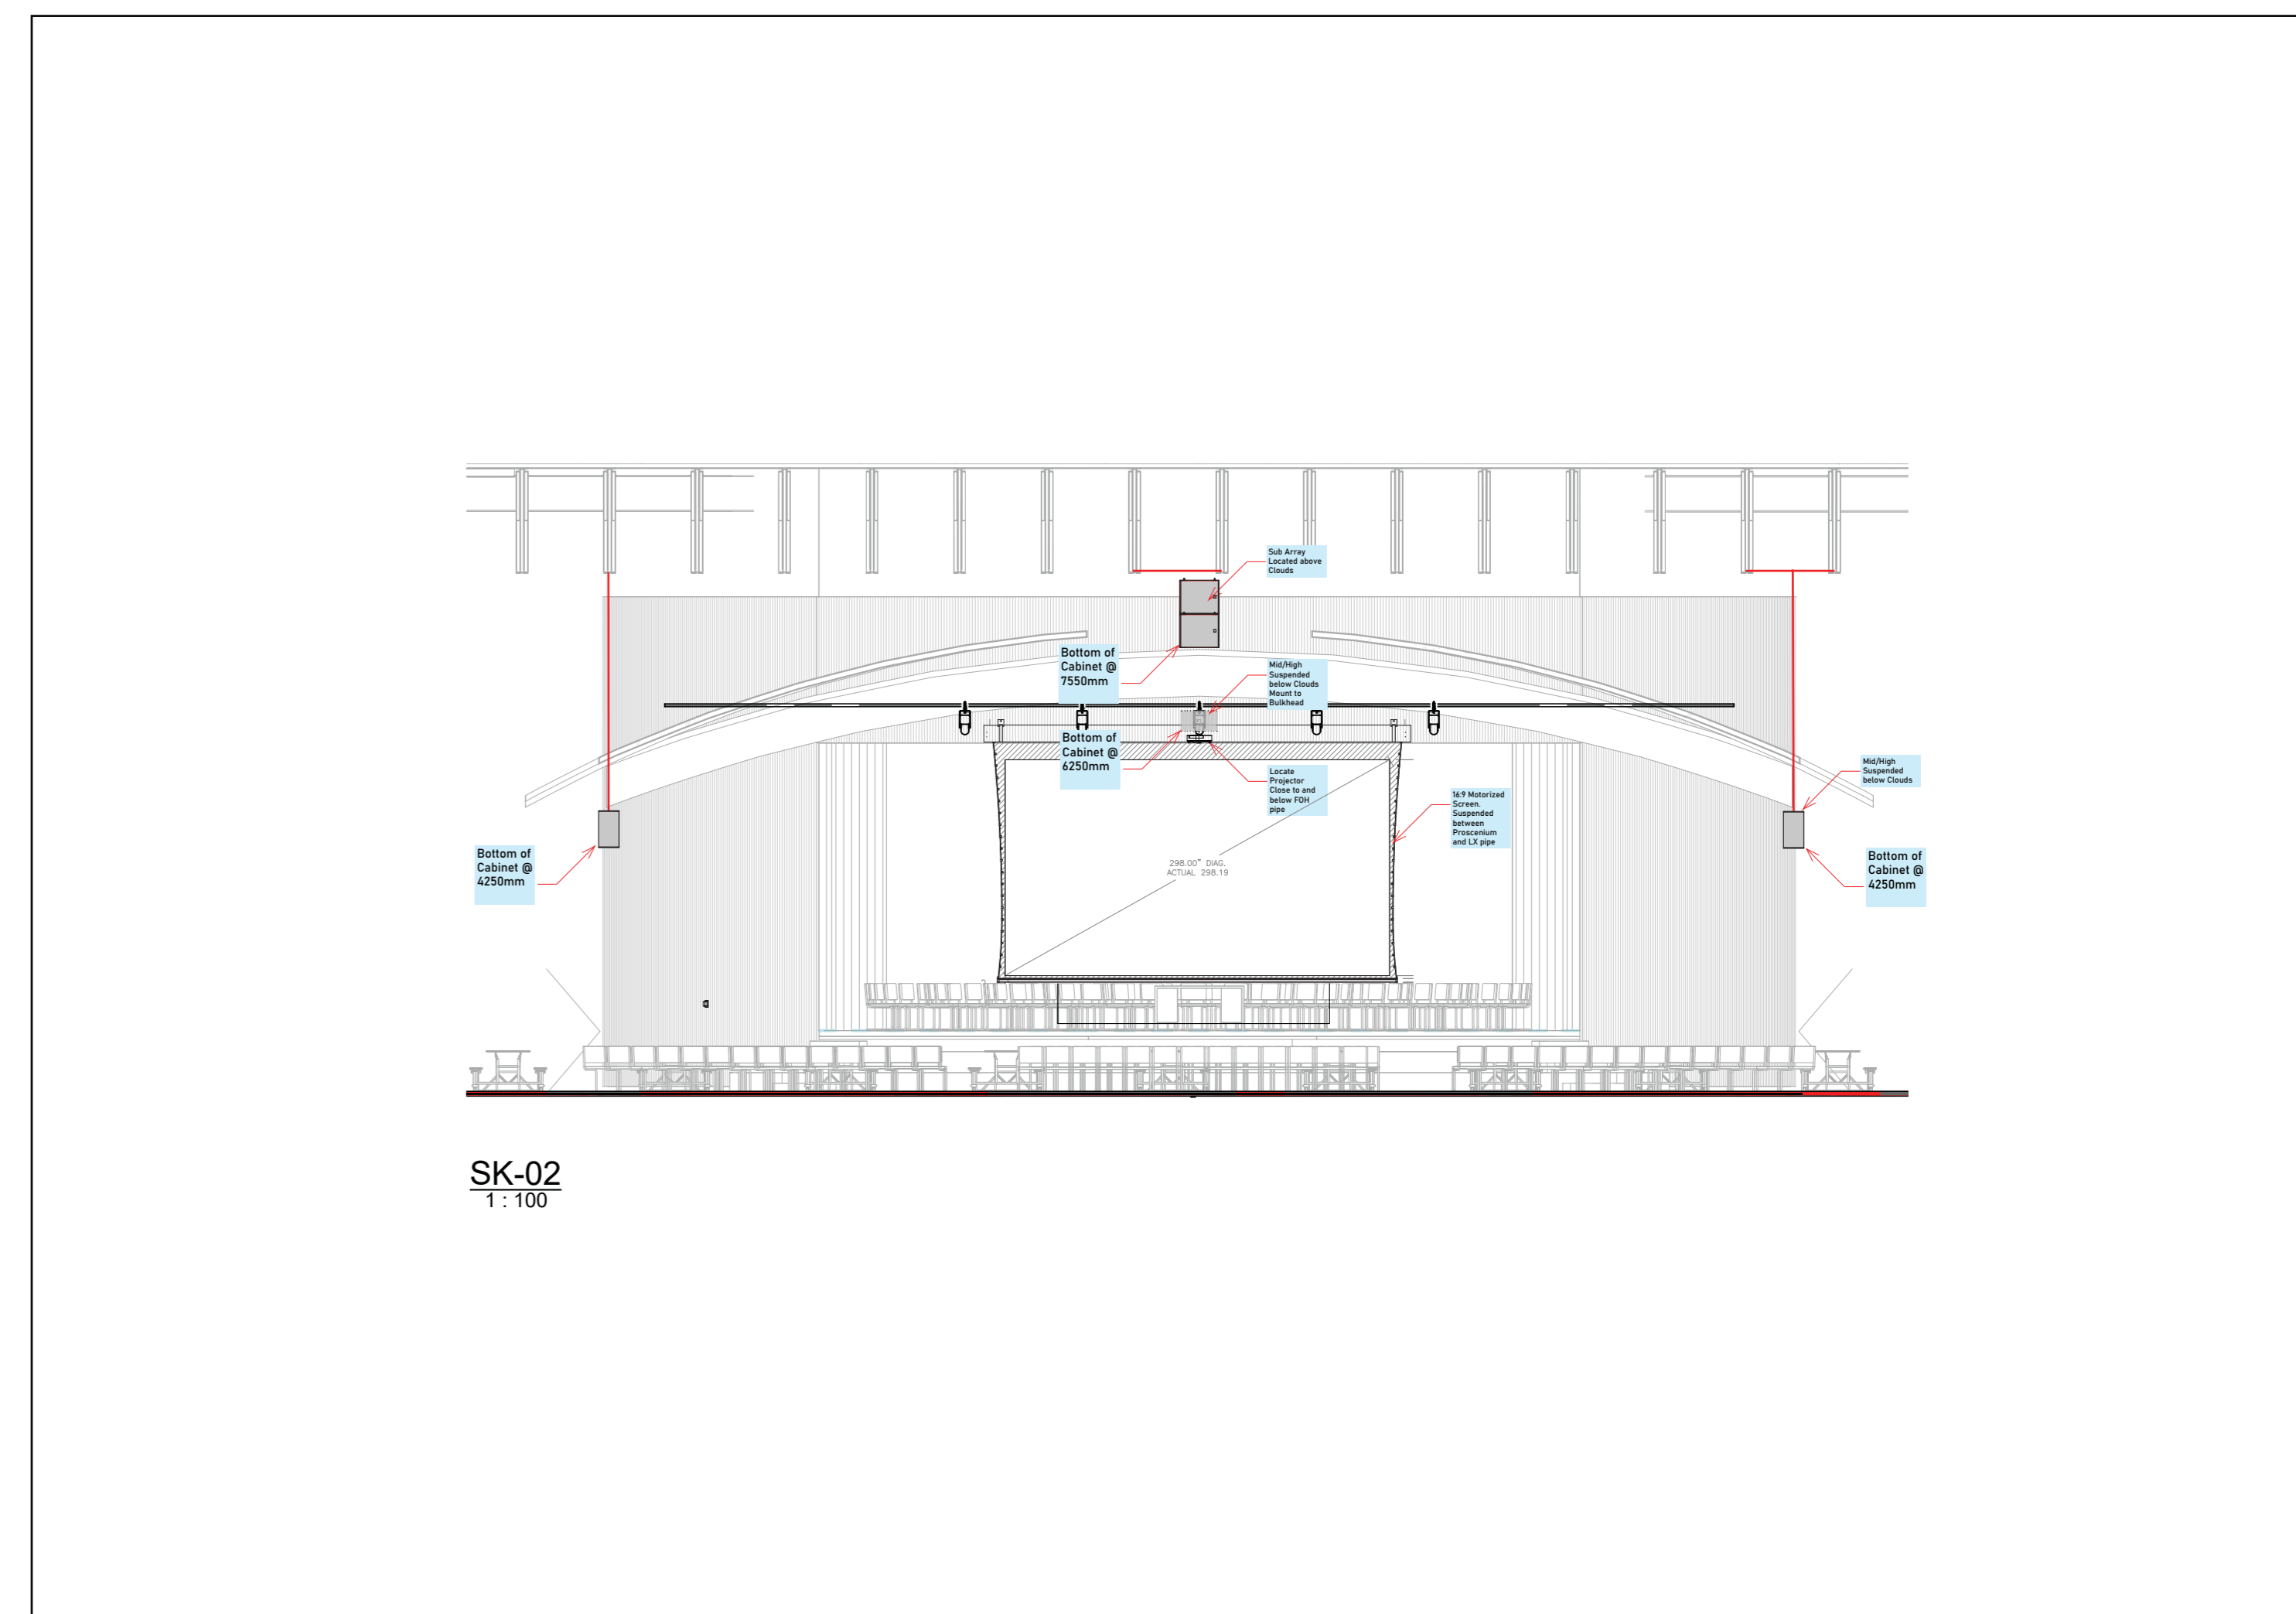 Sub Array
Located above
Clouds
Bottom of
Cabinet @
7550mm
Mid/High
Suspended
below Clouds
Mount to
Bulkhead
Bottom of
Cabinet @
6250mm
Locate
Projector
Close to and
below FOH
pipe
16:9 Motorized
Screen.
Suspended
between
Proscenium
and LX pipe
Mid/High
Suspended
below Clouds
Bottom of
Cabinet @
4250mm
298.00" DIAG.
ACTUAL 298.19
Bottom of
Cabinet @
4250mm
SK-02
1 : 100